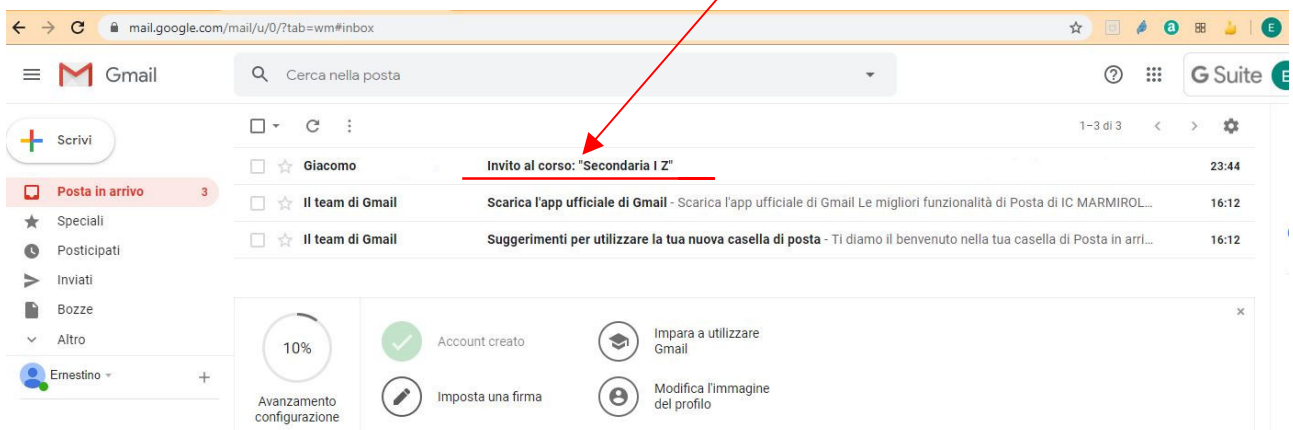 mail.google.com/mail/u/0/?tab=wm#inbox
E
Gmail
Cerca nella posta
G Suite
E
Scrivi
1–3 di 3
Posta in arrivo 3
Speciali
Posticipati
Inviati
Bozze
Altro
Ernestino
Giacomo Invito al corso: "Secondaria I Z" 23:44
Il team di Gmail Scarica l'app ufficiale di Gmail - Scarica l'app ufficiale di Gmail Le migliori funzionalità di Posta di IC MARMIROL... 16:12
Il team di Gmail Suggerimenti per utilizzare la tua nuova casella di posta - Ti diamo il benvenuto nella tua casella di Posta in arri... 16:12
10%
Avanzamento
configurazione
Account creato
Imposta una firma
Impara a utilizzare
Gmail
Modifica l'immagine
del profilo